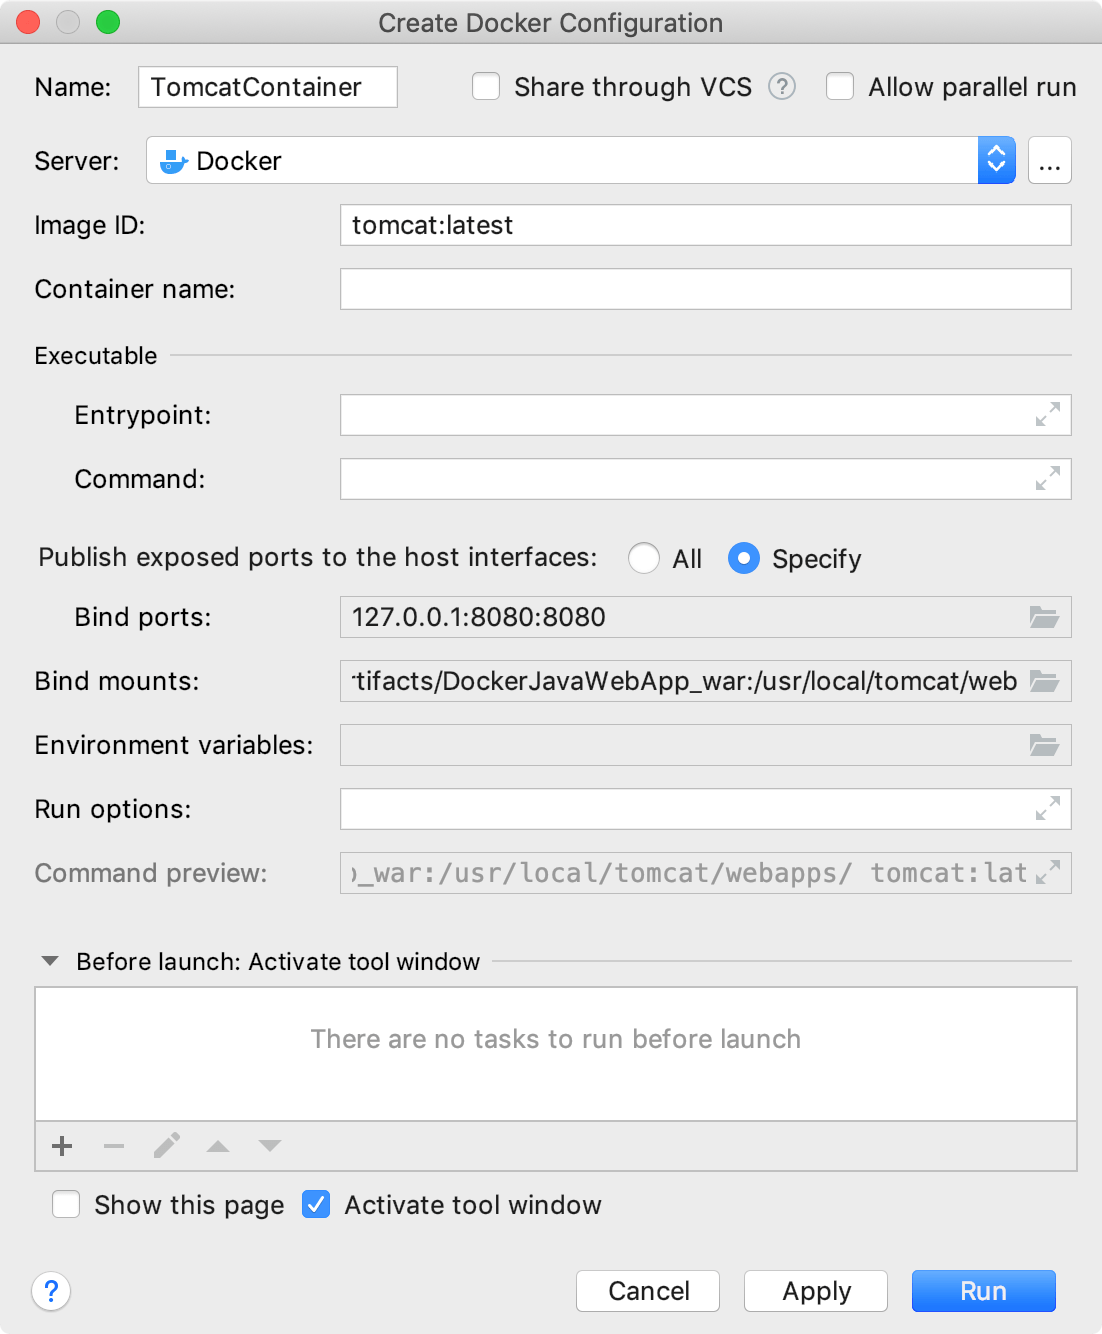 Create Docker Configuration
Name: TomcatContainer Share through VCS ? Allow parallel run
Server: Docker ...
Image ID: tomcat:latest
Container name:
Executable
Entrypoint:
Command:
Publish exposed ports to the host interfaces: All Specify
Bind ports: 127.0.0.1:8080:8080
Bind mounts: tifacts/DockerJavaWebApp_war:/usr/local/tomcat/web
Environment variables:
Run options:
Command preview: _war:/usr/local/tomcat/webapps/ tomcat:lat
Before launch: Activate tool window
There are no tasks to run before launch
Show this page Activate tool window
? Cancel Apply Run